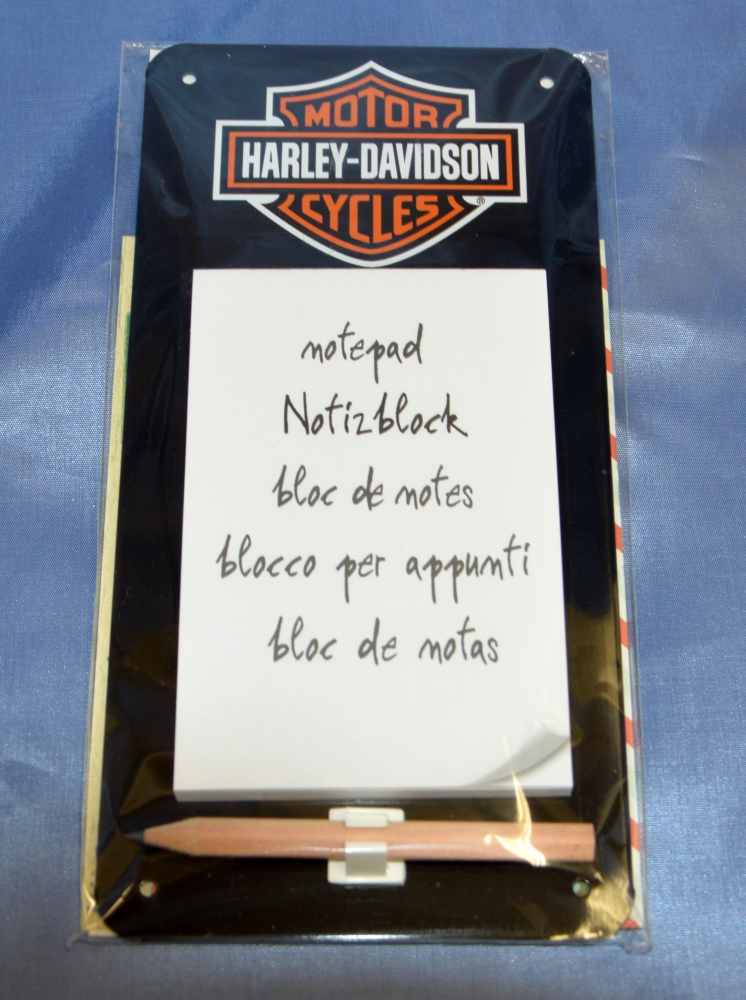 MOTOR
HARLEY-DAVIDSON
CYCLES
®
notepad
Notizblock
bloc de notes
blocco per appunti
bloc de notas